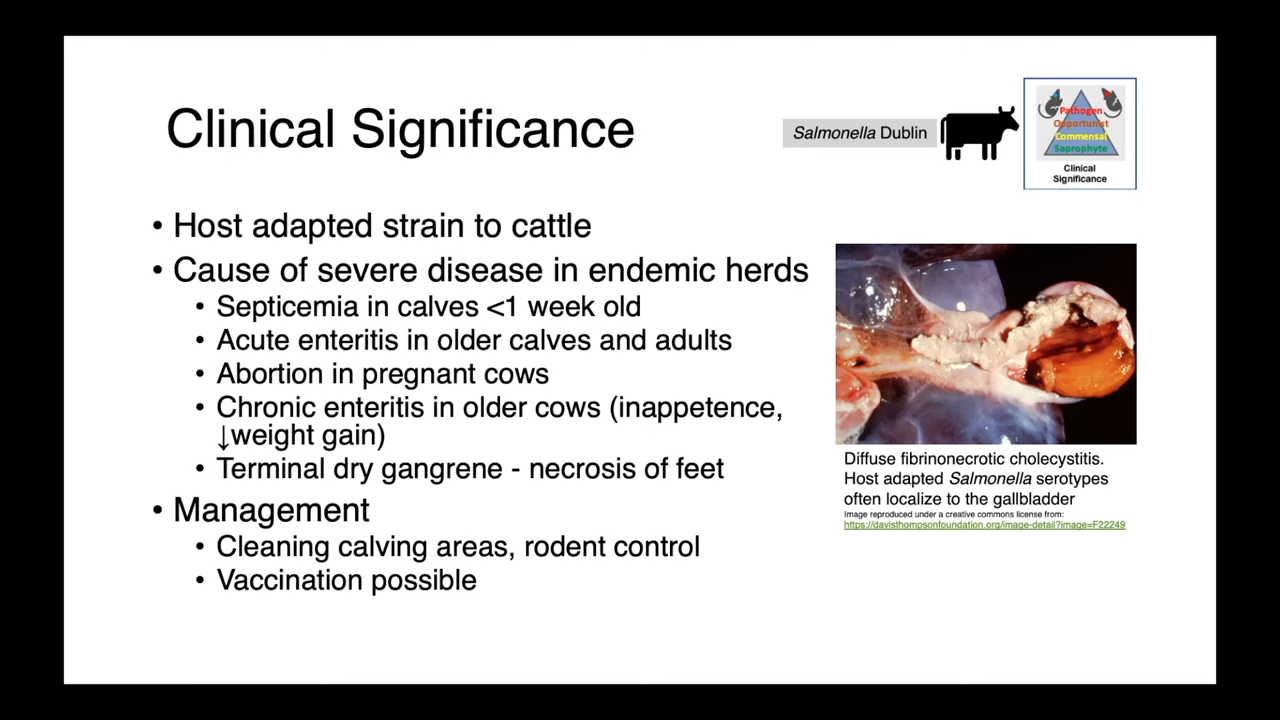 Clinical Significance
Salmonella Dublin
Pathogen
Opportunist
Commensal
Saprophyte
Clinical
Significance
• Host adapted strain to cattle
• Cause of severe disease in endemic herds
• Septicemia in calves <1 week old
• Acute enteritis in older calves and adults
• Abortion in pregnant cows
• Chronic enteritis in older cows (inappetence,
↓weight gain)
• Terminal dry gangrene - necrosis of feet
• Management
• Cleaning calving areas, rodent control
• Vaccination possible
Diffuse fibrinonecrotic cholecystitis.
Host adapted Salmonella serotypes
often localize to the gallbladder
Image reproduced under a creative commons license from:
https://davisthompsonfoundation.org/image-detail?image=F22249